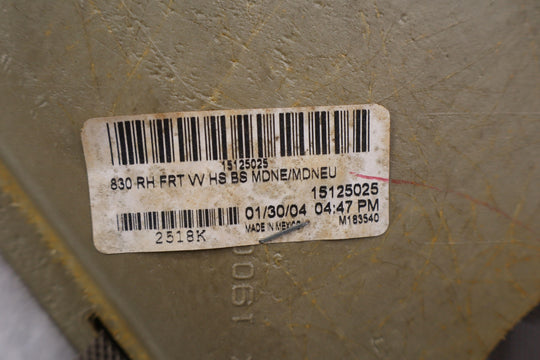 15125025
830 RH FRT VV HS BS MDNE/MDNEU
15125025
01/30/04 04:47 PM
MADE IN MEXICO M183540
2518K